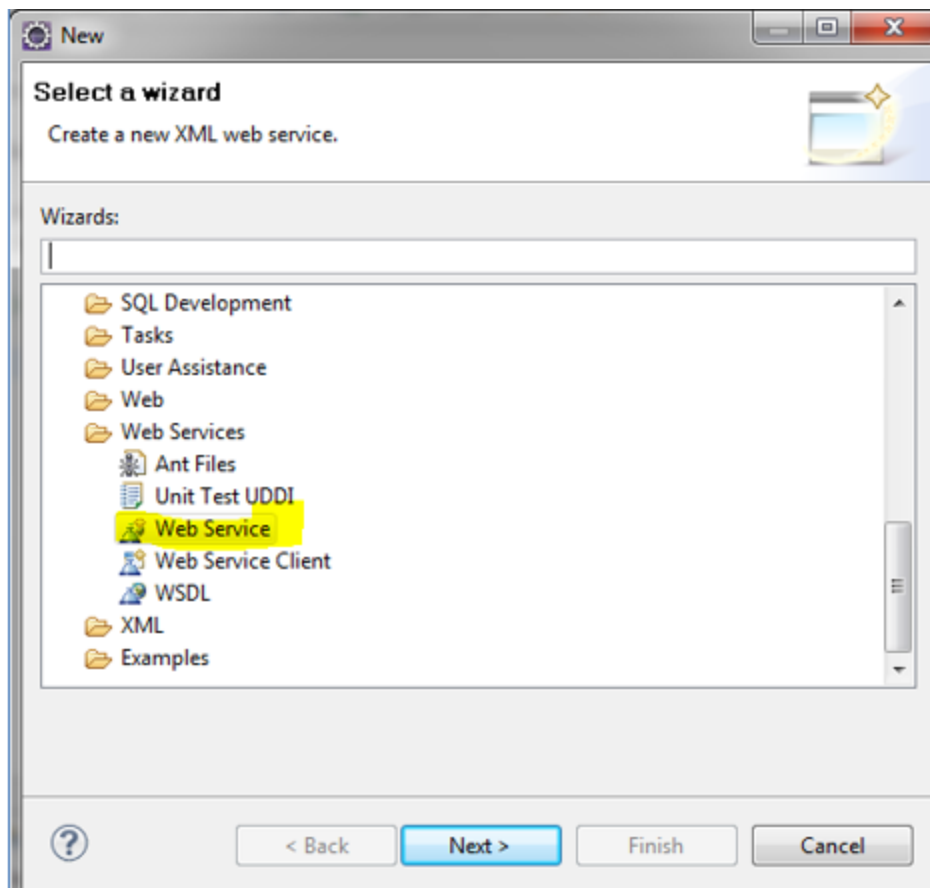 New
Select a wizard
Create a new XML web service.
Wizards:
SQL Development
Tasks
User Assistance
Web
Web Services
Ant Files
Unit Test UDDI
Web Service
Web Service Client
WSDL
XML
Examples
?
< Back Next > Finish Cancel